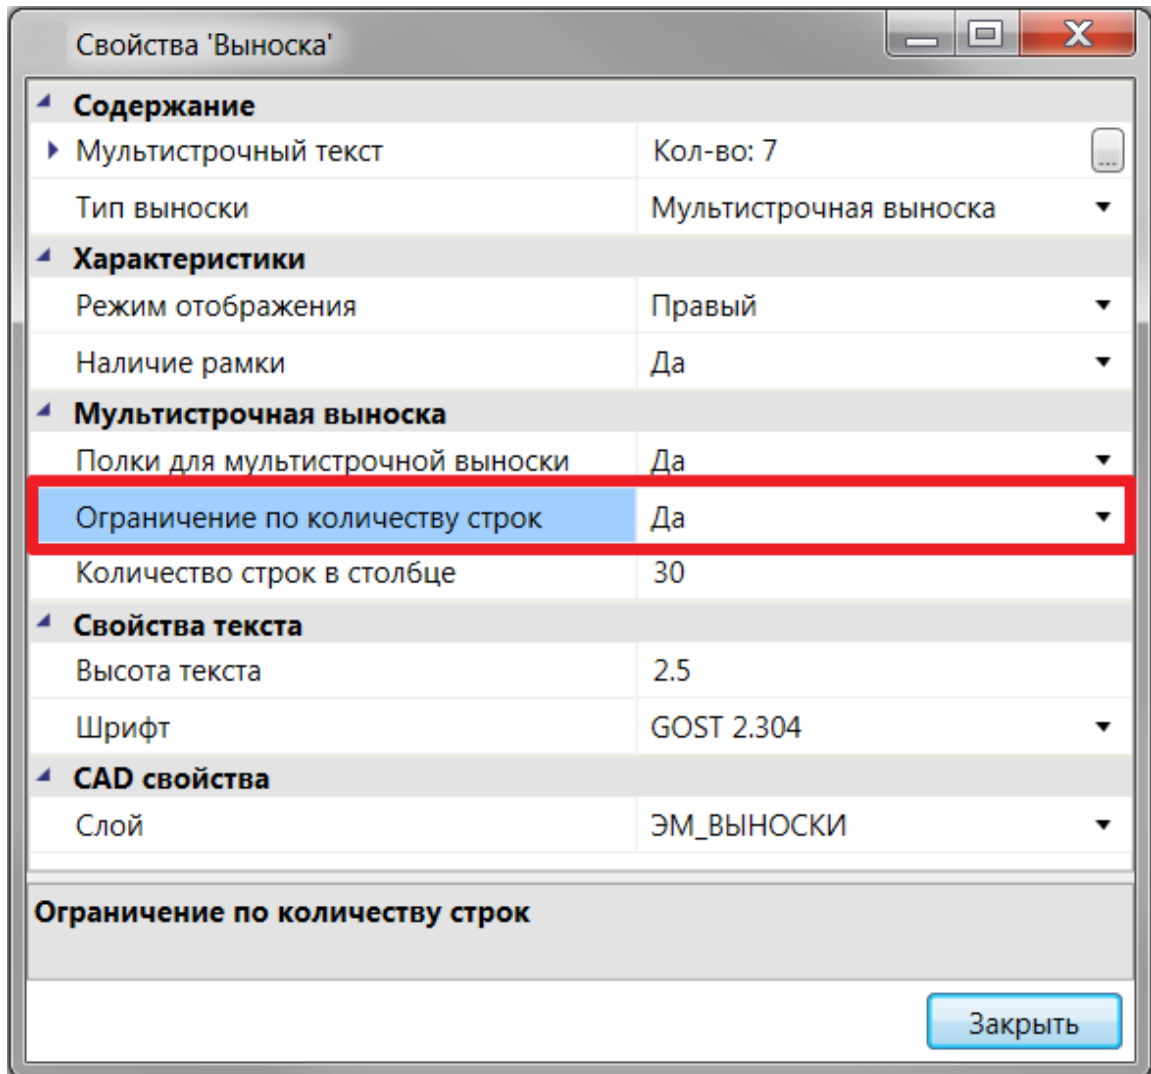 Свойства 'Выноска'
Содержание
Мультистрочный текст Кол-во: 7 ...
Тип выноски Мультистрочная выноска
Характеристики
Режим отображения Правый
Наличие рамки Да
Мультистрочная выноска
Полки для мультистрочной выноски Да
Ограничение по количеству строк Да
Количество строк в столбце 30
Свойства текста
Высота текста 2.5
Шрифт GOST 2.304
CAD свойства
Слой ЭМ_ВЫНОСКИ
Ограничение по количеству строк
Закрыть